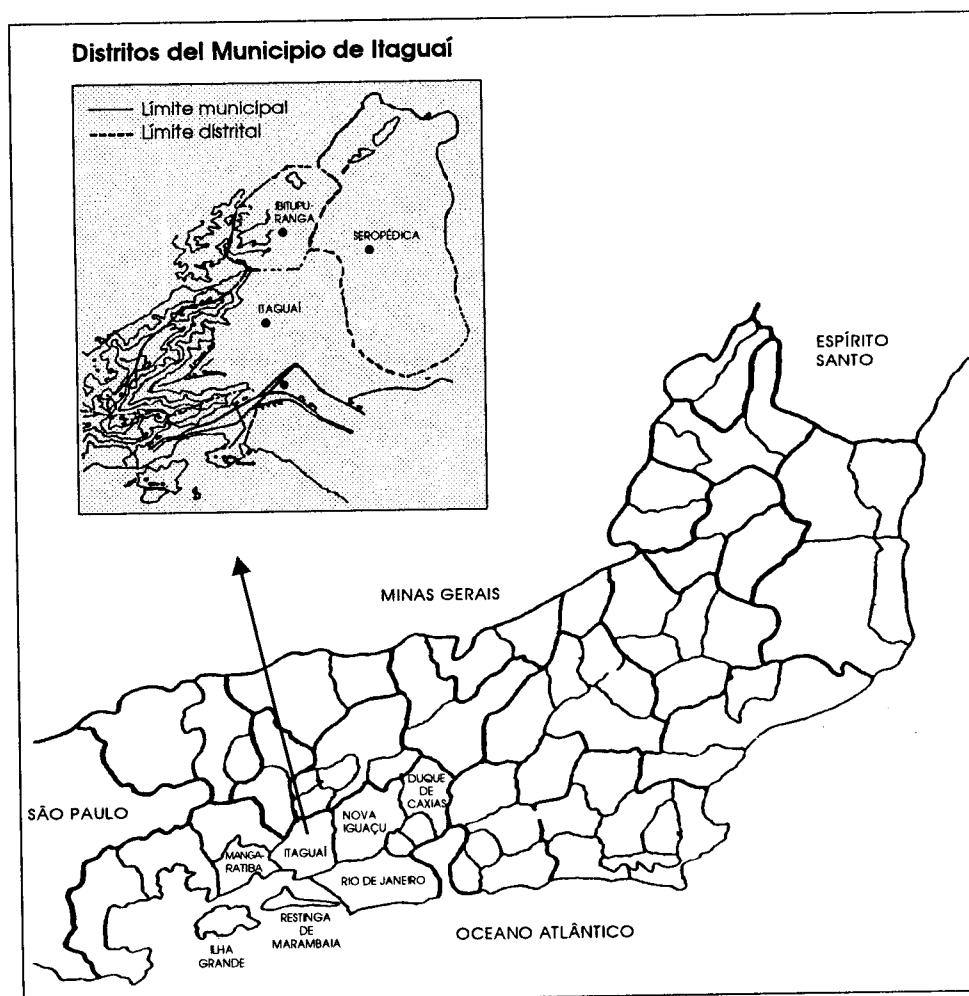 Distritos del Municipio de Itaguaí
Límite municipal
Límite distrital
IBITUPU-
RANGA
SEROPÉDICA
ITAGUAÍ
ESPÍRITO
SANTO
MINAS GERAIS
SÃO PAULO
DUQUE
DE
CAXIAS
NOVA
IGUAÇU
MANGA-
RATIBA
ITAGUAÍ
RIO DE JANEIRO
RESTINGA
DE
MARAMBAIA
ILHA
GRANDE
OCEANO ATLÂNTICO